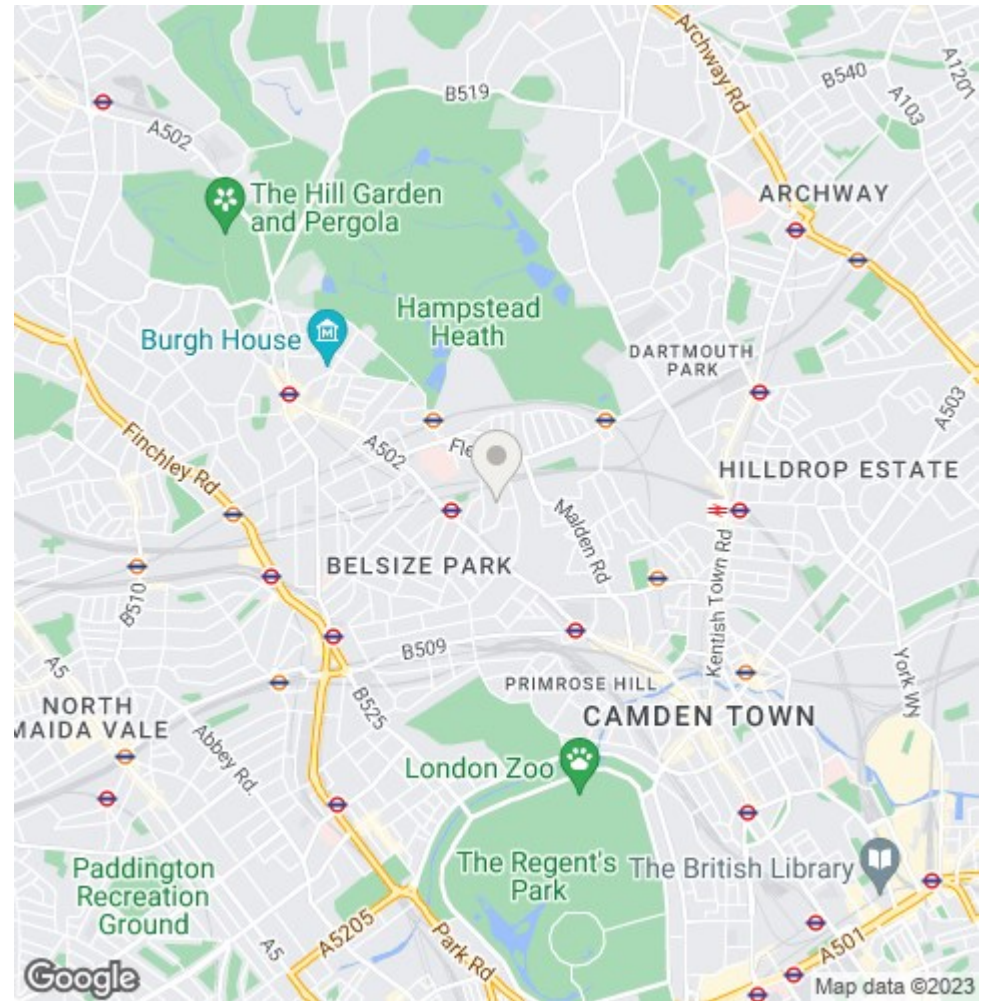 Archway Rd
A1201
B540
A103
B519
A502
The Hill Garden
and Pergola
ARCHWAY
Hampstead
Heath
Burgh House
DARTMOUTH
PARK
A503
Finchley Rd
A502
Fle
HILLDROP ESTATE
Malden Rd
BELSIZE PARK
Kentish Town Rd
B510
B509
York Wy
A5
PRIMROSE HILL
B525
NORTH
MAIDA VALE
CAMDEN TOWN
Abbey Rd.
London Zoo
The Regent's
Park
The British Library
Paddington
Recreation
Ground
A5205
A5
Park Rd
A501
Google
Map data ©2023